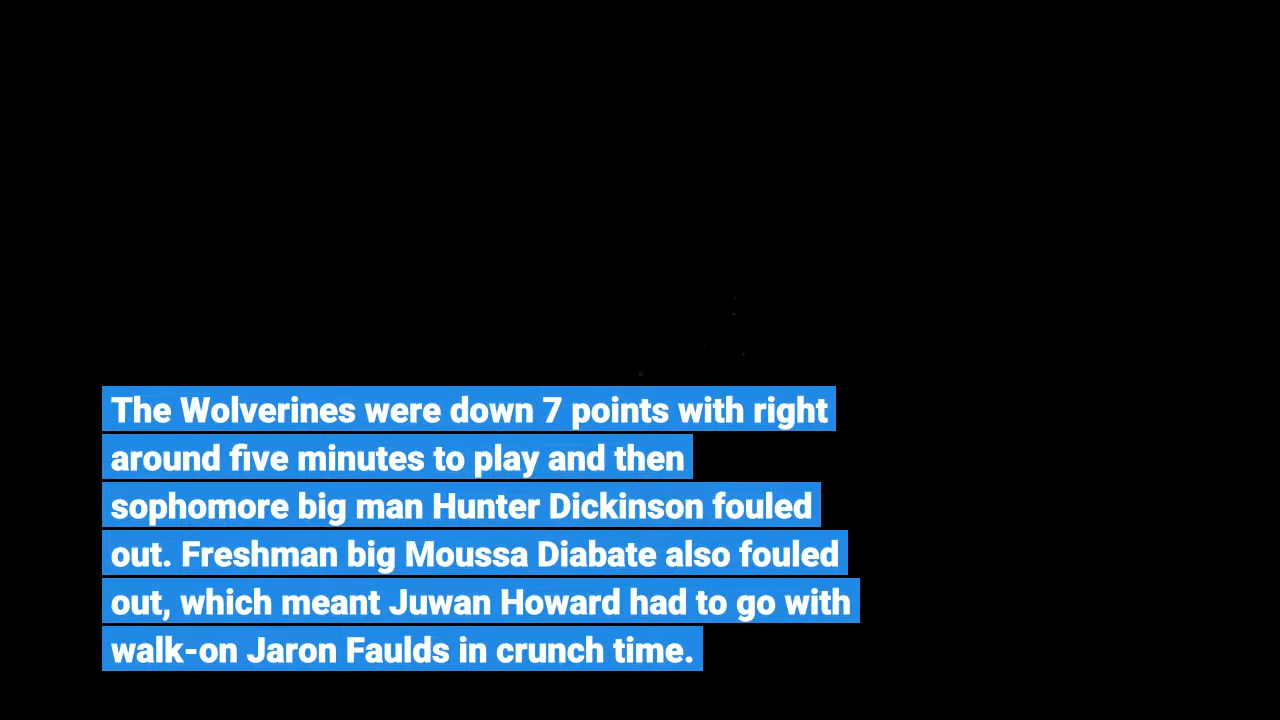 The Wolverines were down 7 points with right
around five minutes to play and then
sophomore big man Hunter Dickinson fouled
out. Freshman big Moussa Diabate also fouled
out, which meant Juwan Howard had to go with
walk-on Jaron Faulds in crunch time.